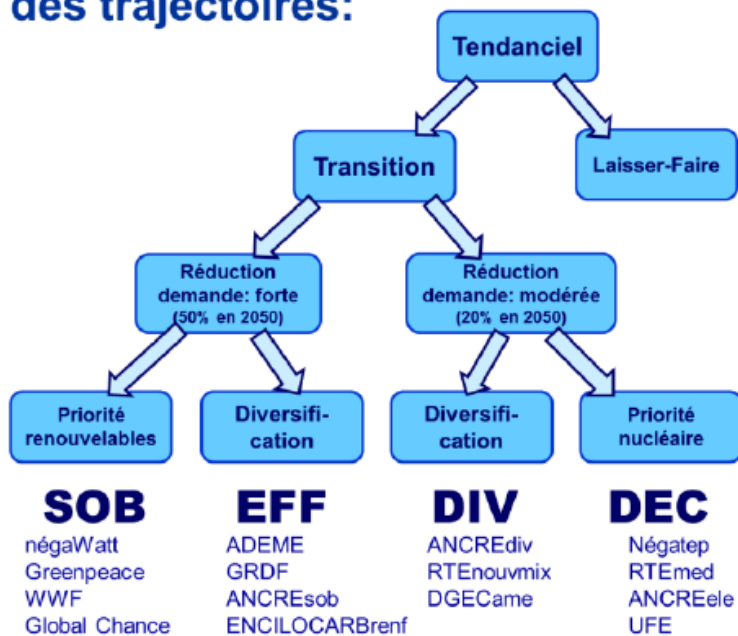 des trajectoires:
Tendanciel
Transition
Laisser-Faire
Réduction
demande: forte
(50% en 2050)
Réduction
demande: modérée
(20% en 2050)
Priorité
renouvelables
Diversifi-
cation
Diversifi-
cation
Priorité
nucléaire
SOB
négaWatt
Greenpeace
WWF
Global Chance
EFF
ADEME
GRDF
ANCREsob
ENCILOCARBrenf
DIV
ANCREdiv
RTEnouvmix
DGECame
DEC
Négatep
RTEmed
ANCREele
UFE